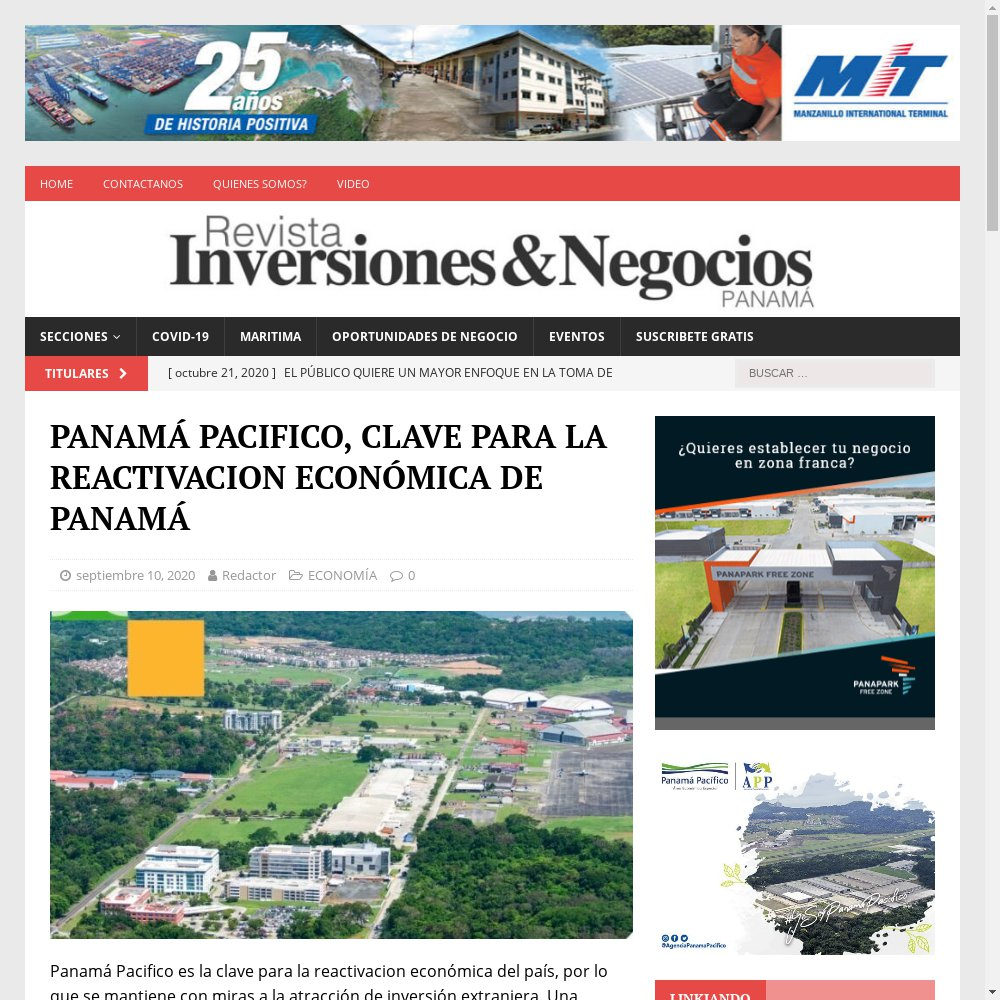 25
años
DE HISTORIA POSITIVA
MIT
MANZANILLO INTERNATIONAL TERMINAL
HOME CONTACTANOS QUIENES SOMOS? VIDEO
Revista
Inversiones&Negocios
PANAMÁ
SECCIONES COVID-19 MARITIMA OPORTUNIDADES DE NEGOCIO EVENTOS SUSCRIBETE GRATIS
TITULARES [ octubre 21, 2020 ] EL PÚBLICO QUIERE UN MAYOR ENFOQUE EN LA TOMA DE BUSCAR …
PANAMÁ PACIFICO, CLAVE PARA LA
REACTIVACION ECONÓMICA DE
PANAMÁ
septiembre 10, 2020 Redactor ECONOMÍA 0
Panamá Pacifico es la clave para la reactivacion económica del país, por lo
que se mantiene con miras a la atracción de inversión extranjera. Una
¿Quieres establecer tu negocio
en zona franca?
PANAPARK FREE ZONE
PANAPARK
FREE ZONE
Panamá Pacífico
Área Económica Especial
APP
#YoSoyPanamáPacífico
@AgenciaPanamaPacifico
LINKIANDO